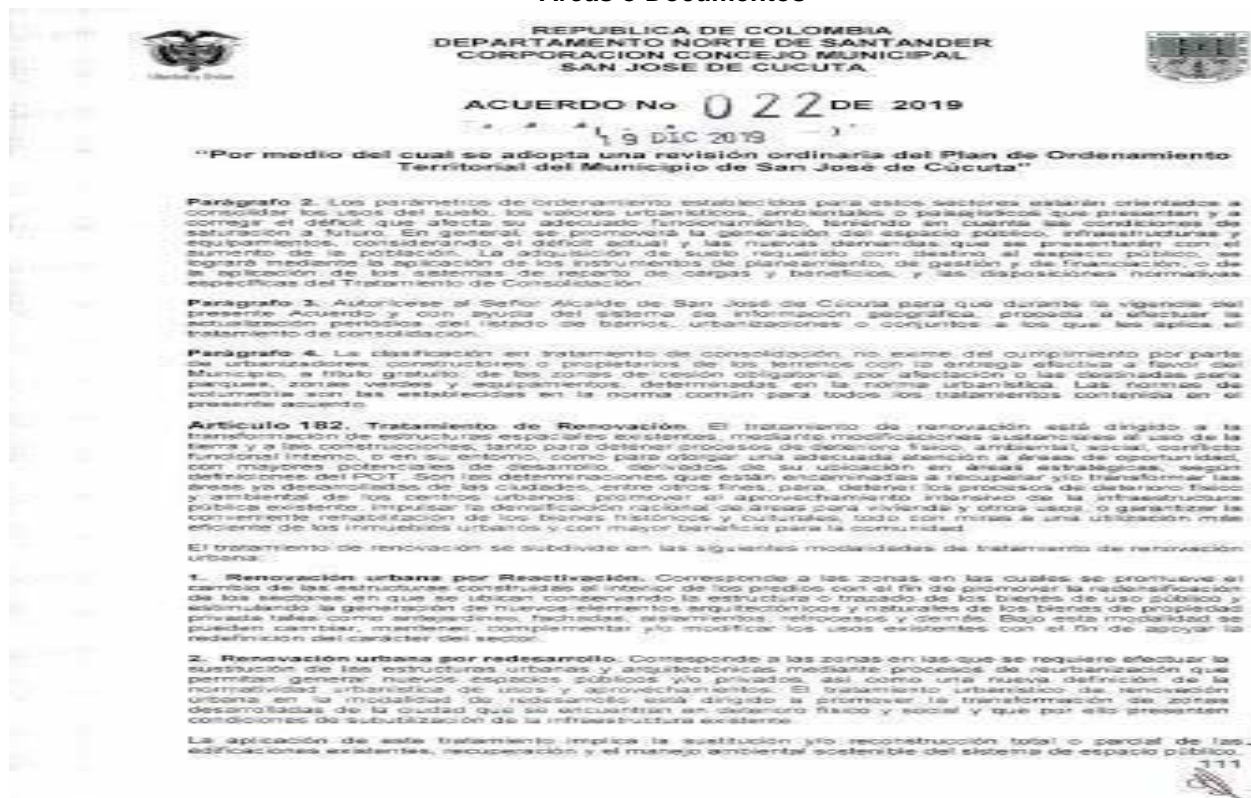 Áreas o Documentos
REPUBLICA DE COLOMBIA
DEPARTAMENTO NORTE DE SANTANDER
CORPORACION CONCEJO MUNICIPAL
SAN JOSE DE CUCUTA
Libertad y Orden
ACUERDO No 022 DE 2019
19 DIC 2019
"Por medio del cual se adopta una revisión ordinaria del Plan de Ordenamiento
Territorial del Municipio de San José de Cúcuta"
Parágrafo 2. Los parámetros de ordenamiento establecidos para estos sectores estarán orientados a
consolidar los usos del suelo, los valores urbanísticos, ambientales o paisajísticos que presentan y a
corregir el déficit que afecta su adecuado funcionamiento, teniendo en cuenta las condiciones de
saturación a futuro. En general, se promoverá la generación del espacio público, infraestructuras y
equipamientos, considerando el déficit actual y las nuevas demandas que se presentarán con el
aumento de la población. La adquisición de suelo requerido con destino al espacio público, se
logrará mediante la aplicación de los instrumentos de planeamiento, de gestión y de financiación, o de
la aplicación de los sistemas de reparto de cargas y beneficios, y las disposiciones normativas
específicas del Tratamiento de Consolidación.
Parágrafo 3. Autorícese al Señor Alcalde de San José de Cúcuta para que durante la vigencia del
presente Acuerdo y con ayuda del sistema de información geográfica, proceda a efectuar la
actualización periódica del listado de barrios, urbanizaciones o conjuntos a los que les aplica el
tratamiento de consolidación.
Parágrafo 4. La clasificación en tratamiento de consolidación, no exime del cumplimiento por parte
de urbanizadores, constructores o propietarios de los terrenos con la entrega efectiva a favor del
Municipio, a título gratuito, de las zonas de cesión obligatoria, por afectación o las destinadas para
parques, zonas verdes y equipamientos, determinadas en la norma urbanística. Las normas de
volumetría son las establecidas en la norma común para todos los tratamientos contenida en el
presente acuerdo.
Artículo 182. Tratamiento de Renovación. El tratamiento de renovación está dirigido a la
transformación de estructuras espaciales existentes, mediante modificaciones sustanciales al uso de la
tierra y a las construcciones, tanto para detener procesos de deterioro físico, ambiental, social, conflicto
funcional interno, o en su entorno, como para otorgar una adecuada atención a áreas de oportunidad,
con mayores potenciales de desarrollo, derivados de su ubicación en áreas estratégicas, según
definiciones del POT. Son las determinaciones que están encaminadas a recuperar y/o transformar las
áreas ya desarrolladas de las ciudades, entre otros fines, para, detener los procesos de deterioro físico
y ambiental de los centros urbanos, promover el aprovechamiento intensivo de la infraestructura
pública existente, impulsar la densificación racional de áreas para vivienda y otros usos, o garantizar la
conveniente rehabilitación de los bienes históricos y culturales, todo con miras a una utilización más
eficiente de los inmuebles urbanos y con mayor beneficio para la comunidad.
El tratamiento de renovación se subdivide en las siguientes modalidades de tratamiento de renovación
urbana:
1. Renovación urbana por Reactivación. Corresponde a las zonas en las cuales se promueve el
cambio de las estructuras construidas al interior de los predios con el fin de promover la redensificación
de los sectores en que se ubican, conservando la estructura o trazado de los bienes de uso público y
estimulando la generación de nuevos elementos arquitectónicos y naturales de los bienes de propiedad
privada tales como antejardines, fachadas, aislamientos, retrocesos y demás. Bajo esta modalidad se
pueden cambiar, mantener, complementar y/o modificar los usos existentes con el fin de apoyar la
redefinición del carácter del sector.
2. Renovación urbana por redesarrollo. Corresponde a las zonas en las que se requiere efectuar la
sustitución de las estructuras urbanas y arquitectónicas mediante procesos de reurbanización que
permitan generar nuevos espacios públicos y/o privados, así como una nueva definición de la
normatividad urbanística de usos y aprovechamientos. El tratamiento urbanístico de renovación
urbana en la modalidad de redesarrollo está dirigido a promover la transformación de zonas
desarrolladas de la ciudad que se encuentran en deterioro físico y social y que por ello presentan
condiciones de subutilización de la infraestructura existente.
La aplicación de este tratamiento implica la sustitución y/o reconstrucción total o parcial de las
edificaciones existentes, recuperación y el manejo ambiental sostenible del sistema de espacio público.
111